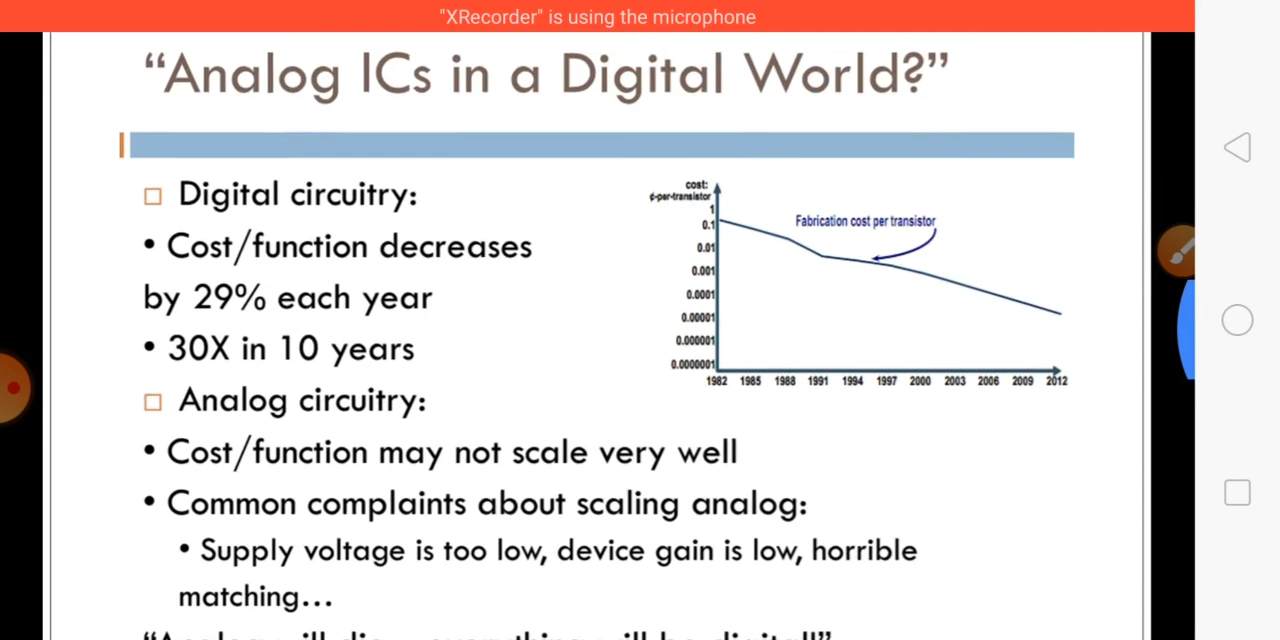 "XRecorder" is using the microphone
“Analog ICs in a Digital World?”
Digital circuitry:
• Cost/function decreases
by 29% each year
• 30X in 10 years
Analog circuitry:
• Cost/function may not scale very well
• Common complaints about scaling analog:
• Supply voltage is too low, device gain is low, horrible
matching…
cost:
¢-per-transistor
1
0.1
0.01
0.001
0.0001
0.00001
0.000001
0.0000001
Fabrication cost per transistor
1982 1985 1988 1991 1994 1997 2000 2003 2006 2009 2012